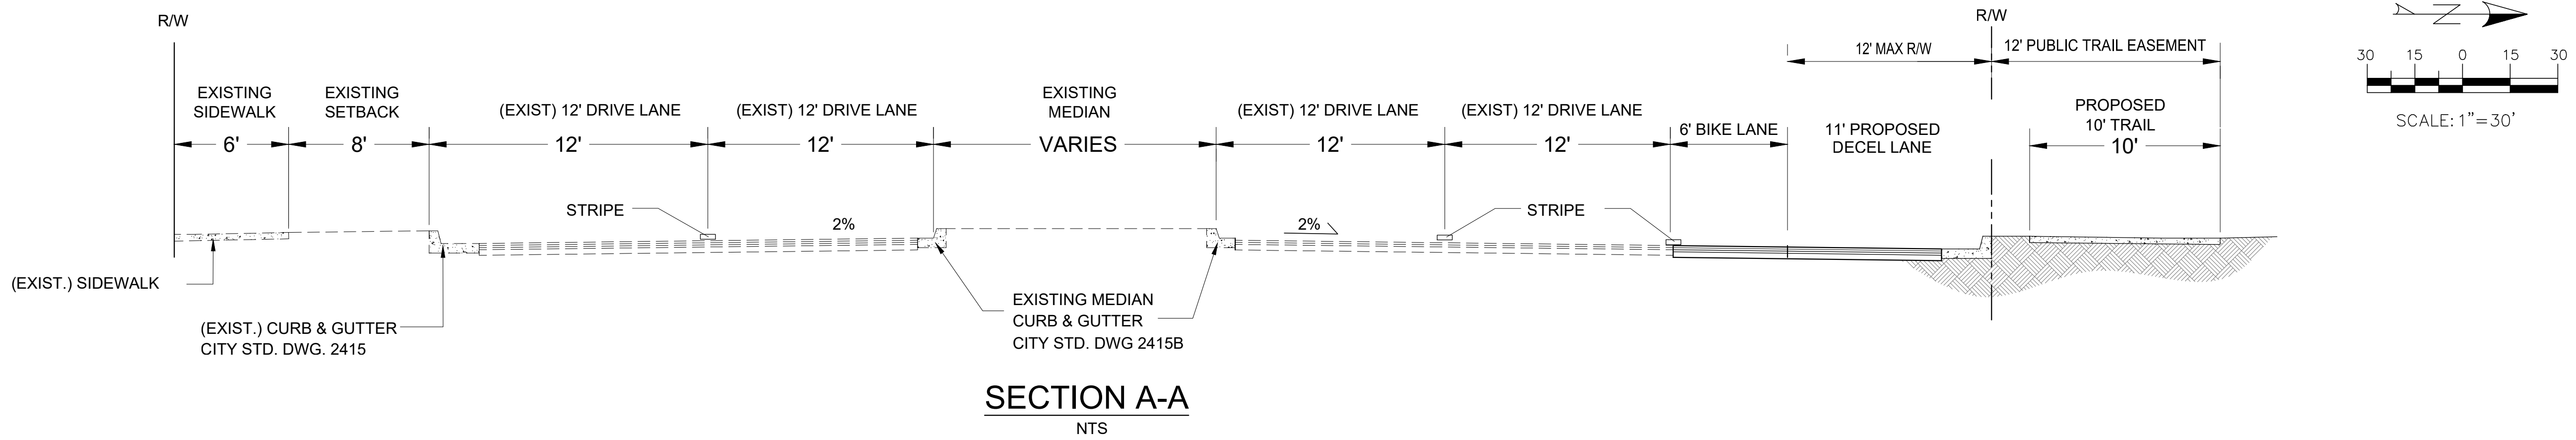 R/W
R/W
12' MAX R/W
12' PUBLIC TRAIL EASEMENT
30 15 0 15 30
SCALE: 1"=30'
EXISTING
SIDEWALK
6'
EXISTING
SETBACK
8'
(EXIST) 12' DRIVE LANE
12'
(EXIST) 12' DRIVE LANE
12'
EXISTING
MEDIAN
VARIES
(EXIST) 12' DRIVE LANE
12'
(EXIST) 12' DRIVE LANE
12'
6' BIKE LANE
11' PROPOSED
DECEL LANE
PROPOSED
10' TRAIL
10'
STRIPE
2%
2%
STRIPE
(EXIST.) SIDEWALK
(EXIST.) CURB & GUTTER
CITY STD. DWG. 2415
EXISTING MEDIAN
CURB & GUTTER
CITY STD. DWG 2415B
SECTION A-A
NTS
Z